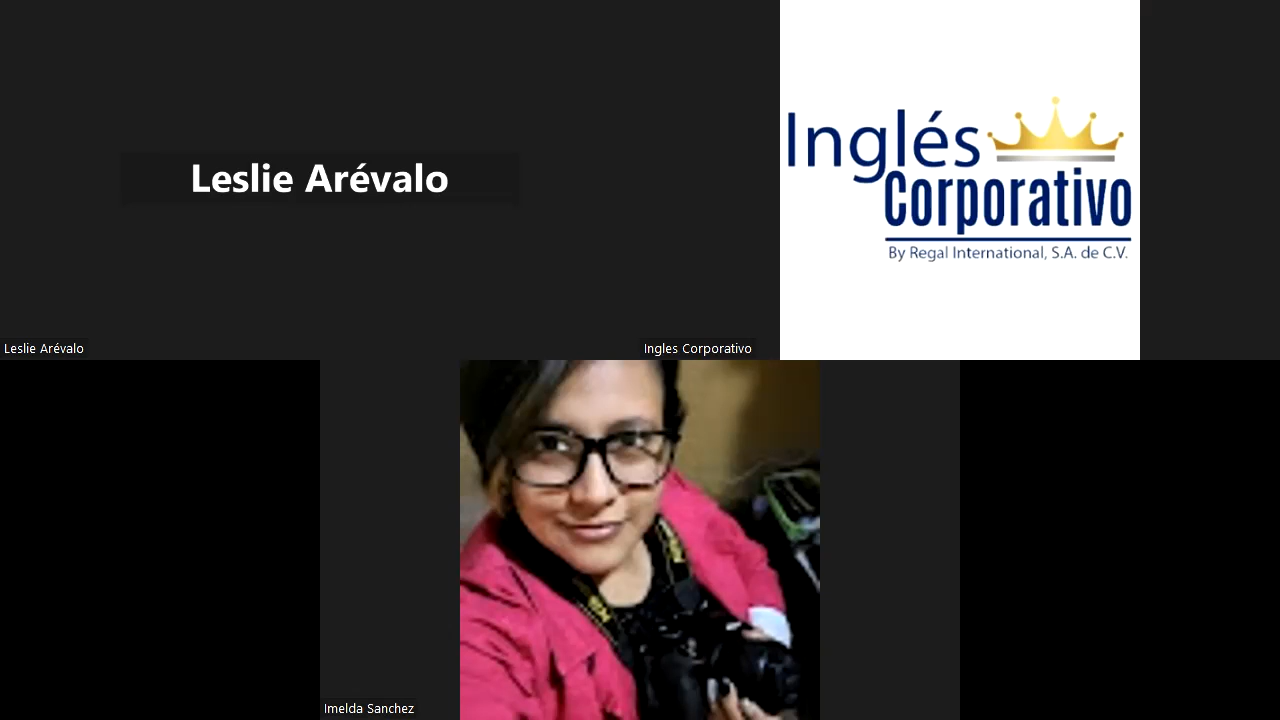 Leslie Arévalo
Inglés
Corporativo
By Regal International, S.A. de C.V.
Leslie Arévalo
Ingles Corporativo
Imelda Sanchez